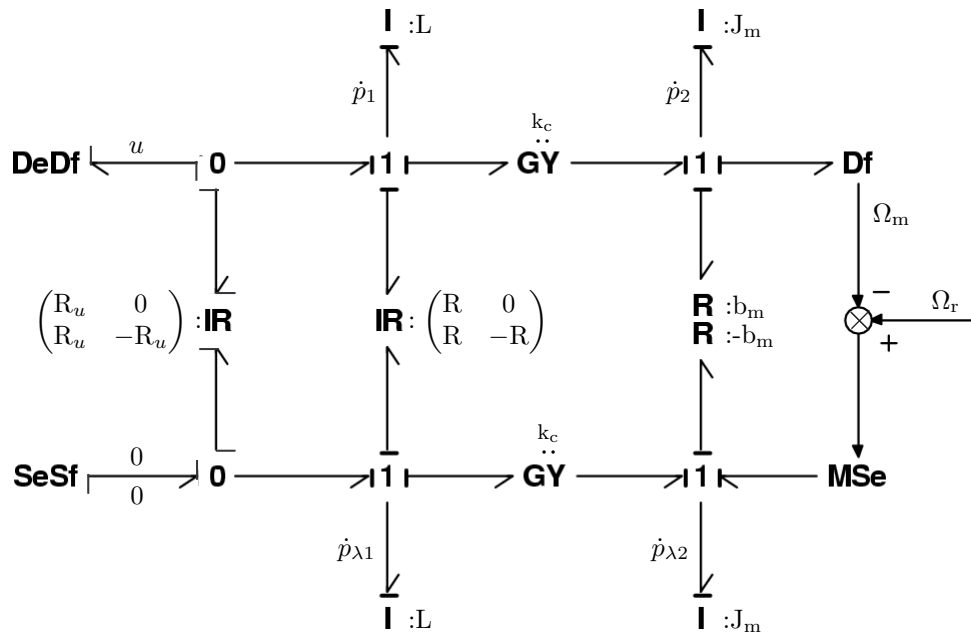 I :L
I :J_m
ṗ_1
ṗ_2
k_c
DeDf
u
0
1
GY
1
Df
Ω_m
(R_u 0
R_u −R_u) :IR
IR: (R 0
R −R)
R :b_m
R :-b_m
−
Ω_r
+
k_c
SeSf
0
0
0
1
GY
1
MSe
ṗ_λ1
ṗ_λ2
I :L
I :J_m